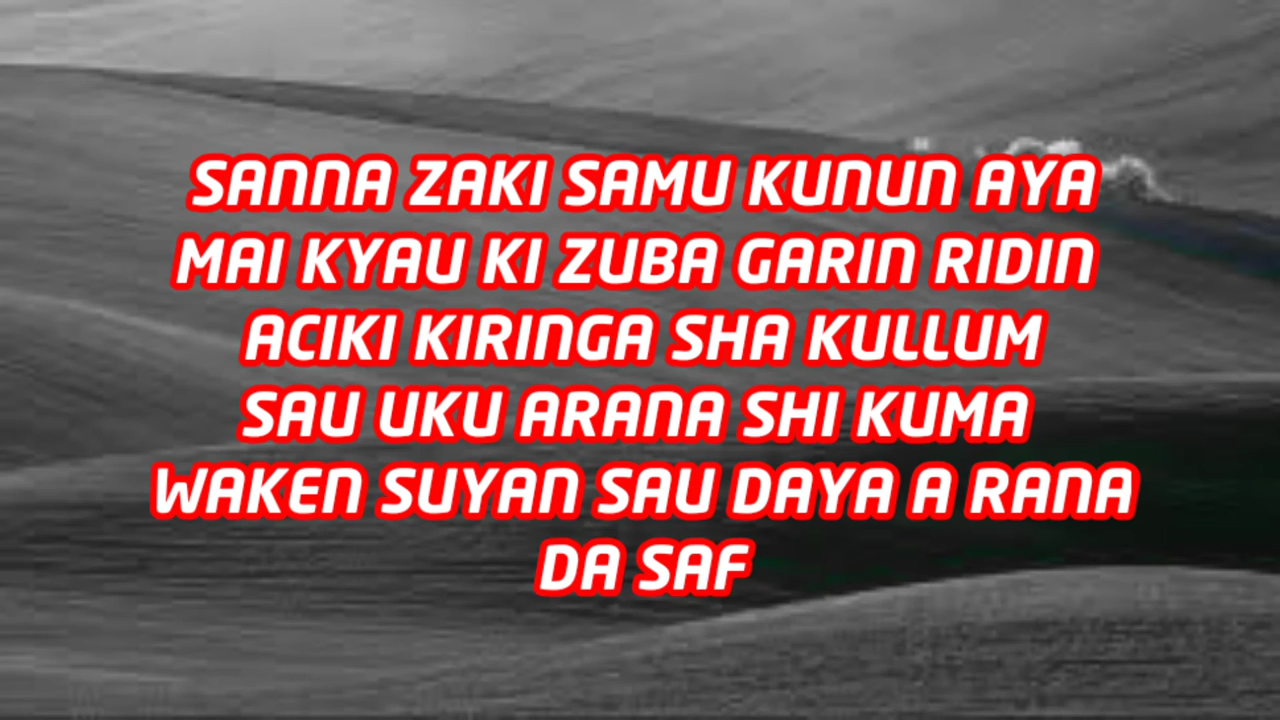 SANNA ZAKI SAMU KUNUN AYA
MAI KYAU KI ZUBA GARIN RIDIN
ACIKI KIRINGA SHA KULLUM
SAU UKU ARANA SHI KUMA
WAKEN SUYAN SAU DAYA A RANA
DA SAF